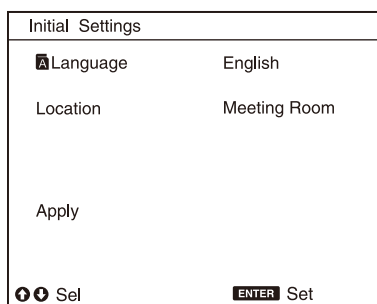 Initial Settings
A Language English
Location Meeting Room
Apply
Sel ENTER Set